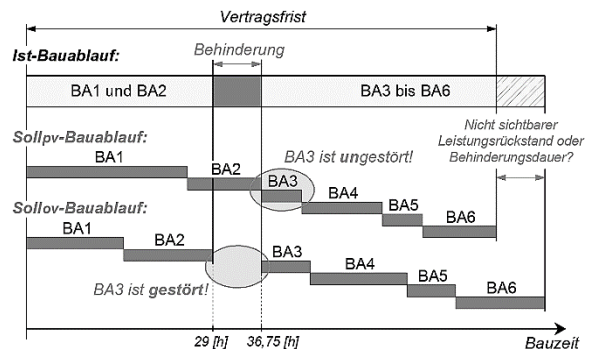 Vertragsfrist
Ist-Bauablauf:
Behinderung
BA1 und BA2
BA3 bis BA6
Sollpv-Bauablauf:
Nicht sichtbarer
Leistungsrückstand oder
Behinderungsdauer?
BA1
BA2
BA3 ist ungestört!
BA3
BA4
BA5
BA6
Sollov-Bauablauf:
BA1
BA2
BA3
BA4
BA5
BA6
BA3 ist gestört!
29 [h]
36,75 [h]
Bauzeit